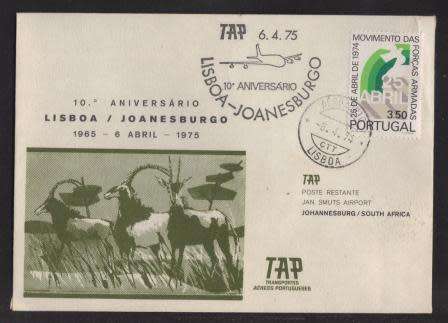 TAP 6.4.75
10º ANIVERSÁRIO
LISBOA-JOANESBURGO
25 DE ABRIL DE 1974 MOVIMENTO DAS FORÇAS ARMADAS
25
ABRIL
3.50
PORTUGAL
CTT
LISBOA
10.º ANIVERSÁRIO
LISBOA / JOANESBURGO
1965 - 6 ABRIL - 1975
TAP
POSTE RESTANTE
JAN SMUTS AIRPORT
JOHANNESBURG / SOUTH AFRICA
TAP
TRANSPORTES
AÉREOS PORTUGUESES